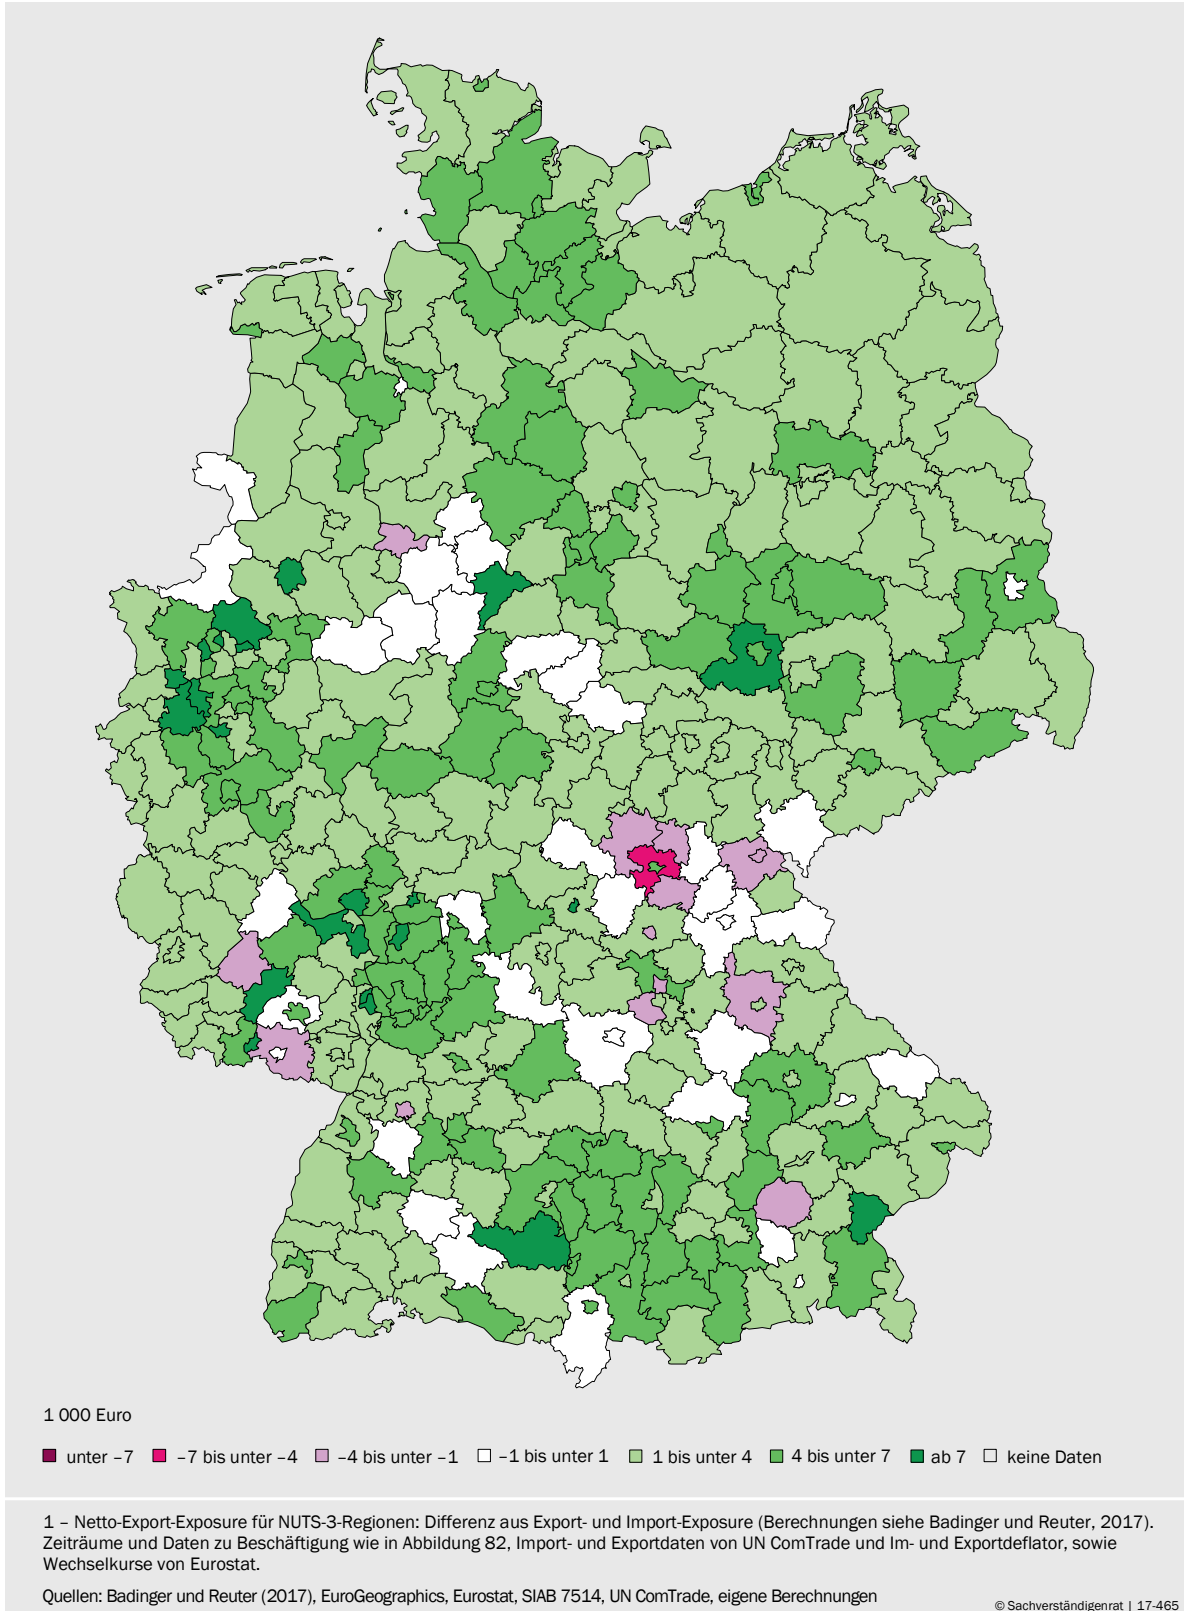 1 000 Euro
unter –7 –7 bis unter –4 –4 bis unter –1 –1 bis unter 1 1 bis unter 4 4 bis unter 7 ab 7 keine Daten
1 – Netto-Export-Exposure für NUTS-3-Regionen: Differenz aus Export- und Import-Exposure (Berechnungen siehe Badinger und Reuter, 2017).
Zeiträume und Daten zu Beschäftigung wie in Abbildung 82, Import- und Exportdaten von UN ComTrade und Im- und Exportdeflator, sowie
Wechselkurse von Eurostat.
Quellen: Badinger und Reuter (2017), EuroGeographics, Eurostat, SIAB 7514, UN ComTrade, eigene Berechnungen
© Sachverständigenrat | 17-465